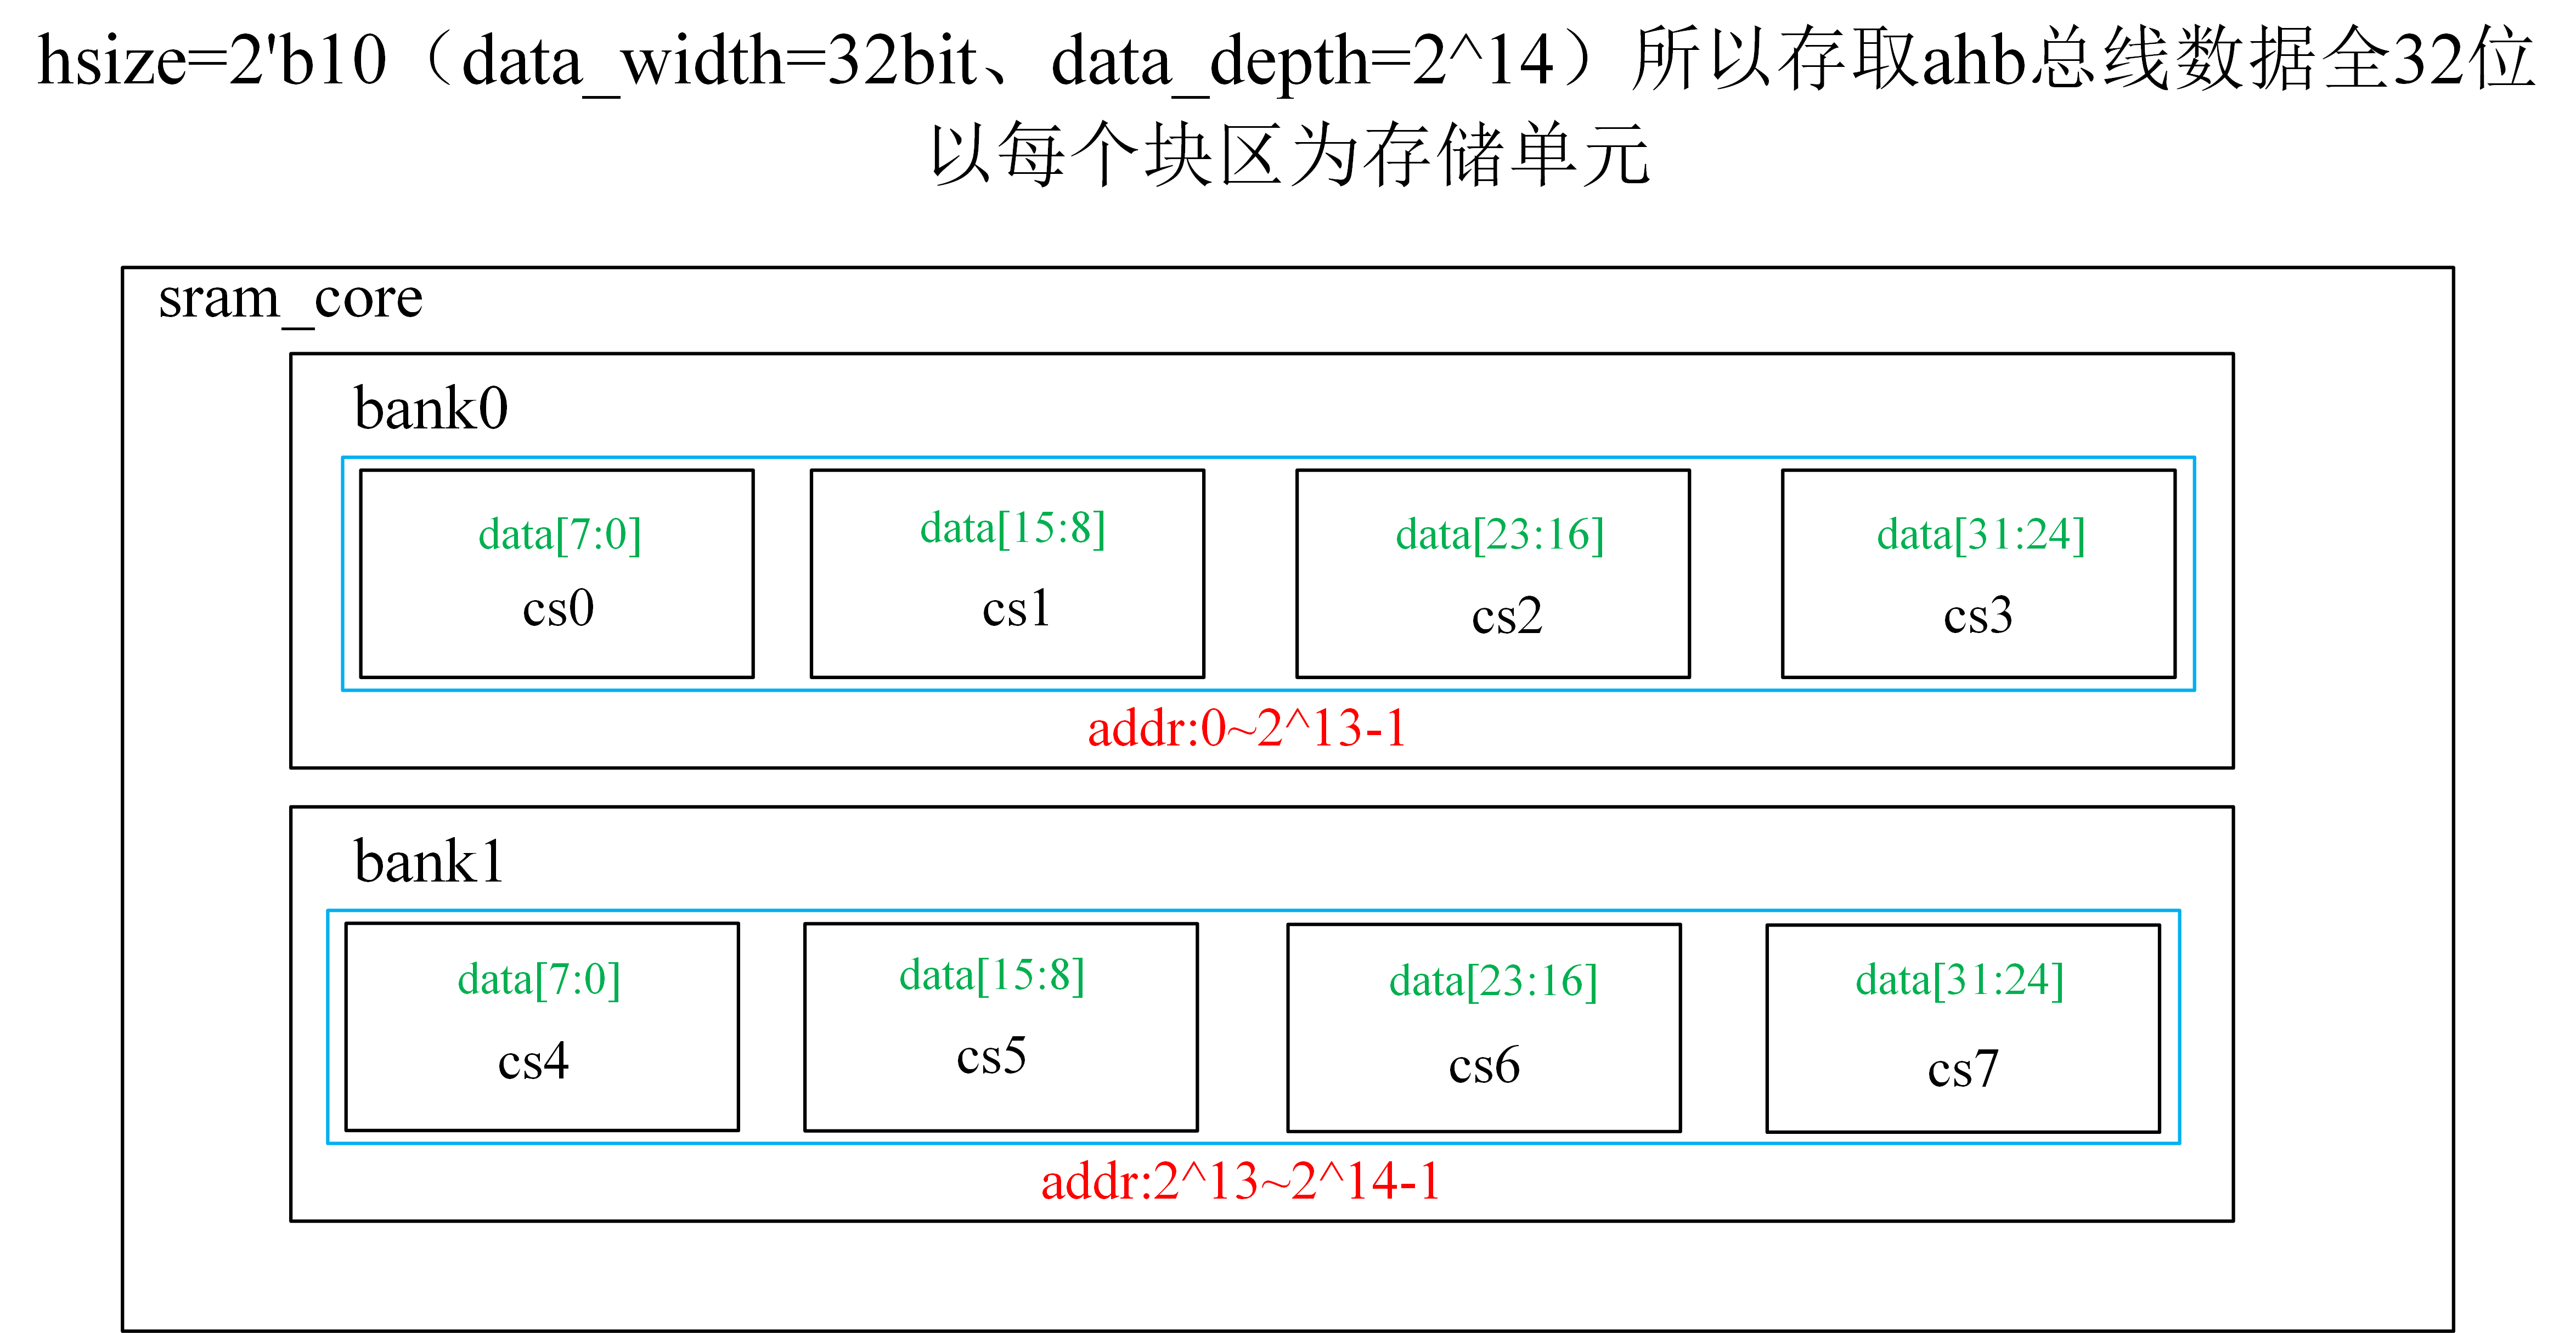 hsize=2'b10（data_width=32bit、data_depth=2^14）所以存取ahb总线数据全32位
以每个块区为存储单元
sram_core
bank0
data[7:0]
cs0
data[15:8]
cs1
data[23:16]
cs2
data[31:24]
cs3
addr:0~2^13-1
bank1
data[7:0]
cs4
data[15:8]
cs5
data[23:16]
cs6
data[31:24]
cs7
addr:2^13~2^14-1